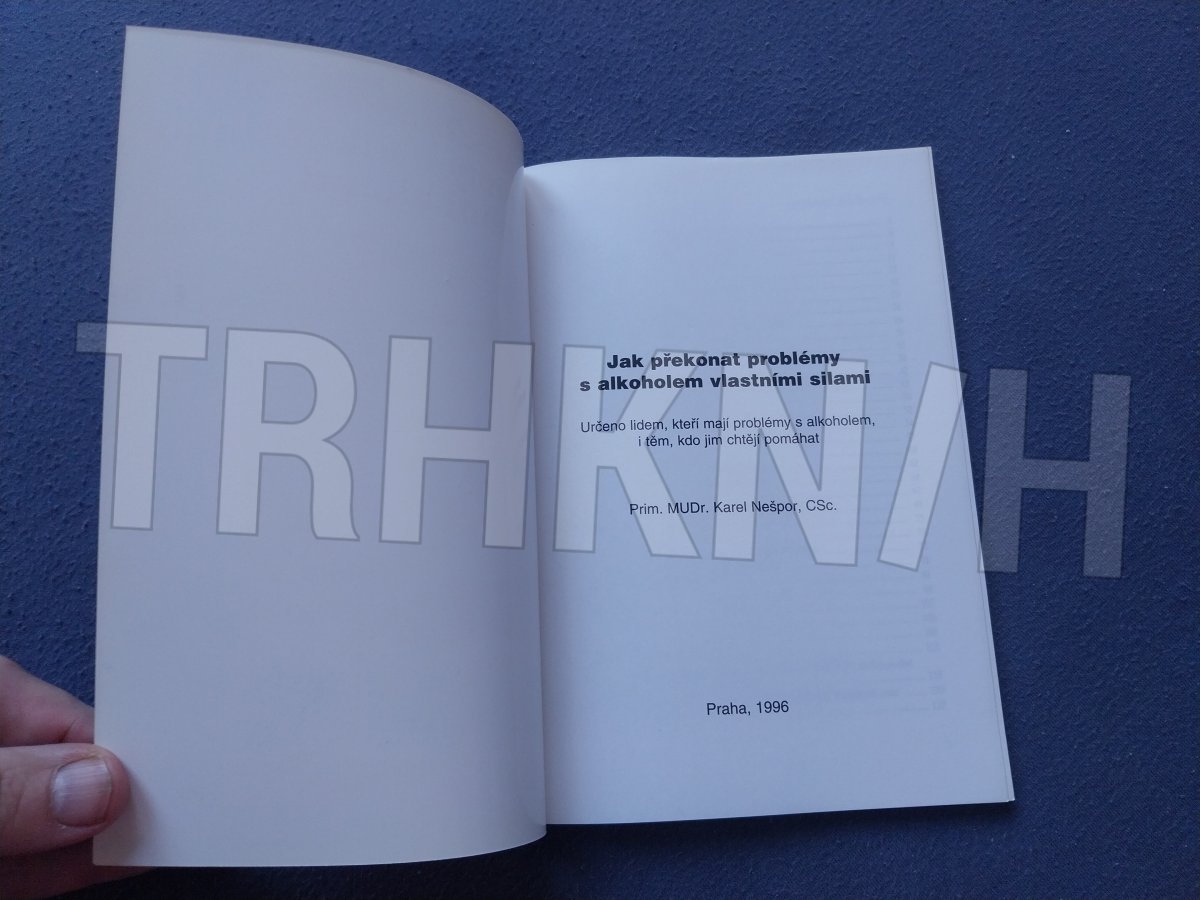 Jak překonat problémy
s alkoholem vlastními silami
Určeno lidem, kteří mají problémy s alkoholem,
i těm, kdo jim chtějí pomáhat
Prim. MUDr. Karel Nešpor, CSc.
Praha, 1996
TRHKN/H